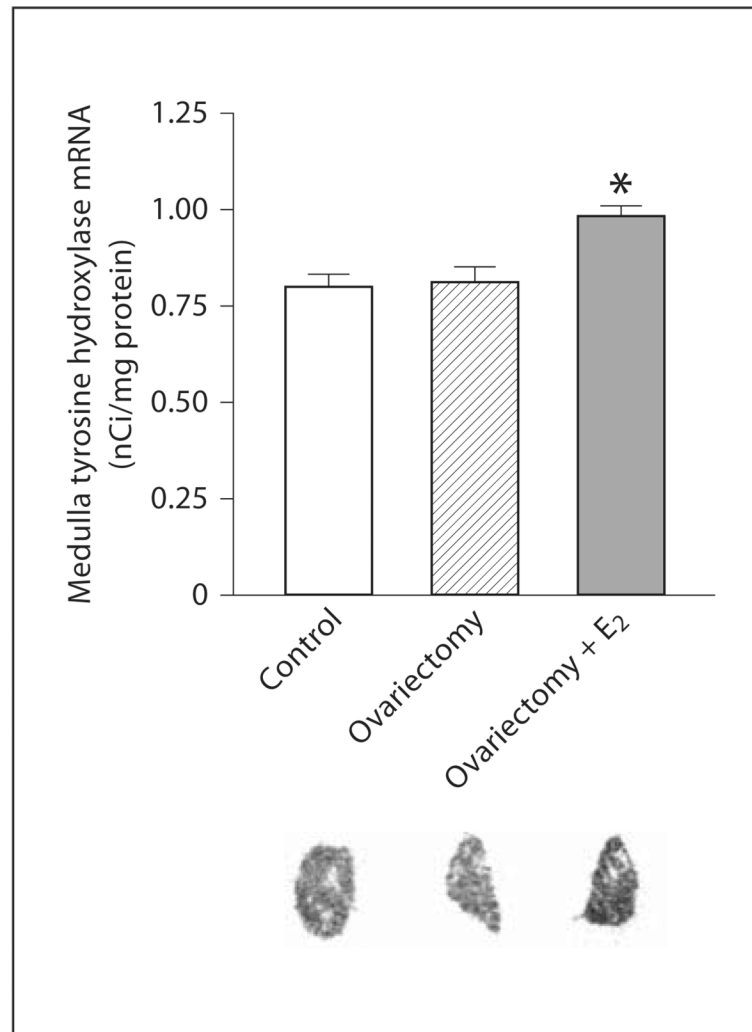 Medulla tyrosine hydroxylase mRNA
(nCi/mg protein)
1.25
1.00
0.75
0.50
0.25
0
*
Control
Ovariectomy
Ovariectomy + E₂